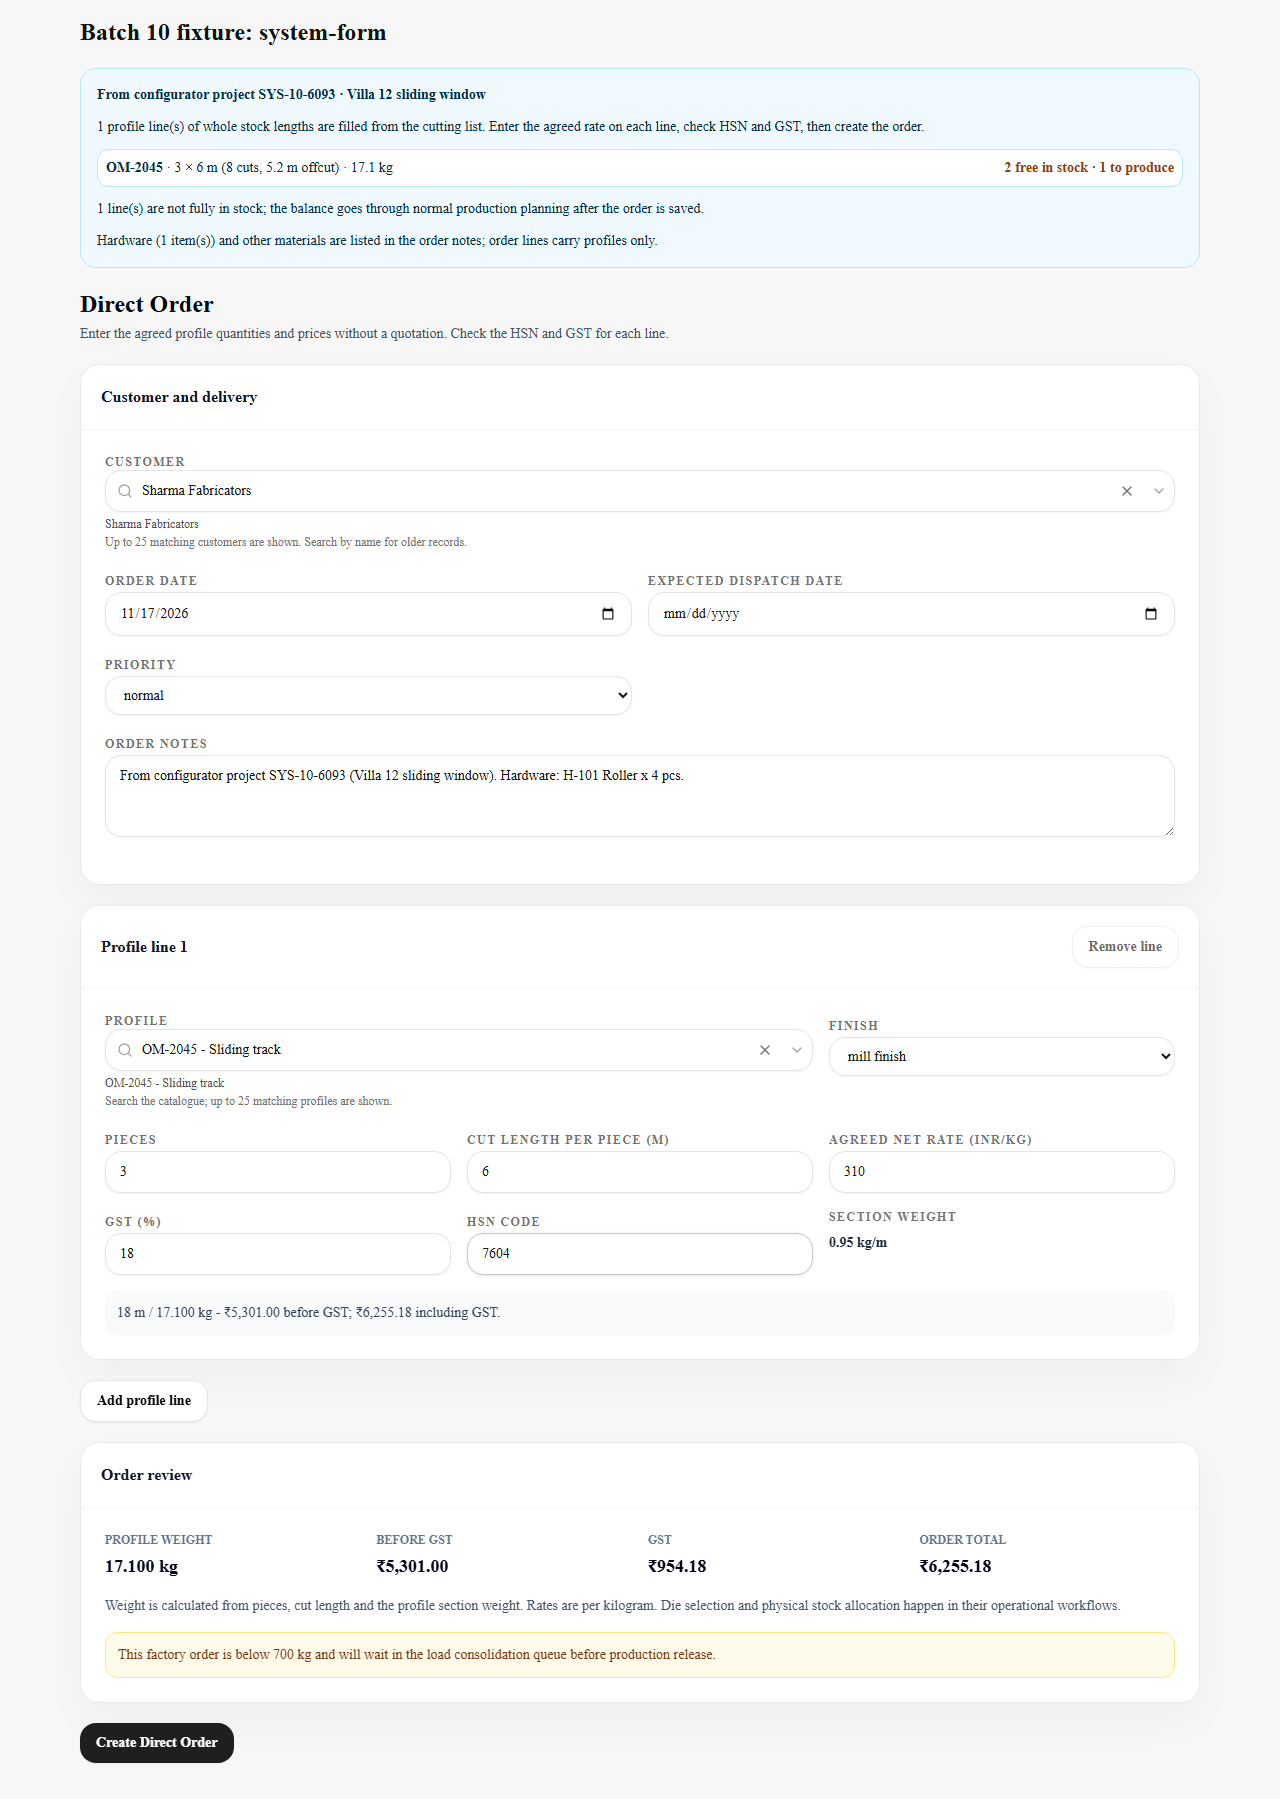 Batch 10 fixture: system-form
From configurator project SYS-10-6093 · Villa 12 sliding window
1 profile line(s) of whole stock lengths are filled from the cutting list. Enter the agreed rate on each line, check HSN and GST, then create the order.
OM-2045 · 3 × 6 m (8 cuts, 5.2 m offcut) · 17.1 kg
2 free in stock · 1 to produce
1 line(s) are not fully in stock; the balance goes through normal production planning after the order is saved.
Hardware (1 item(s)) and other materials are listed in the order notes; order lines carry profiles only.
Direct Order
Enter the agreed profile quantities and prices without a quotation. Check the HSN and GST for each line.
Customer and delivery
CUSTOMER
Sharma Fabricators
Sharma Fabricators
Up to 25 matching customers are shown. Search by name for older records.
ORDER DATE
EXPECTED DISPATCH DATE
11/17/2026
mm/dd/yyyy
PRIORITY
normal
ORDER NOTES
From configurator project SYS-10-6093 (Villa 12 sliding window). Hardware: H-101 Roller x 4 pcs.
Profile line 1
Remove line
PROFILE
FINISH
OM-2045 - Sliding track
mill finish
OM-2045 - Sliding track
Search the catalogue; up to 25 matching profiles are shown.
PIECES
CUT LENGTH PER PIECE (M)
AGREED NET RATE (INR/KG)
3
6
310
GST (%)
HSN CODE
SECTION WEIGHT
18
7604
0.95 kg/m
18 m / 17.100 kg - ₹5,301.00 before GST; ₹6,255.18 including GST.
Add profile line
Order review
PROFILE WEIGHT
BEFORE GST
GST
ORDER TOTAL
17.100 kg
₹5,301.00
₹954.18
₹6,255.18
Weight is calculated from pieces, cut length and the profile section weight. Rates are per kilogram. Die selection and physical stock allocation happen in their operational workflows.
This factory order is below 700 kg and will wait in the load consolidation queue before production release.
Create Direct Order